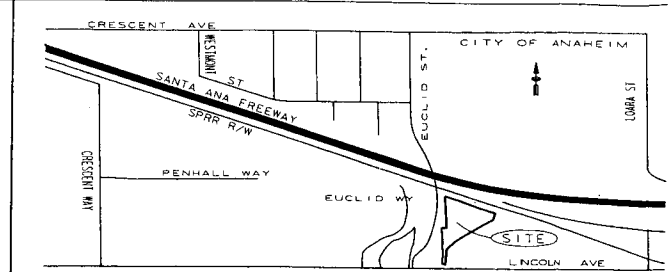 CRESCENT AVE
CITY OF ANAHEIM
WESTMONT
ST
EUCLID ST.
LOARA ST
SANTA ANA FREEWAY
SPRR R/W
CRESCENT WAY
PENHALL WAY
EUCLID WY
SITE
LINCOLN AVE